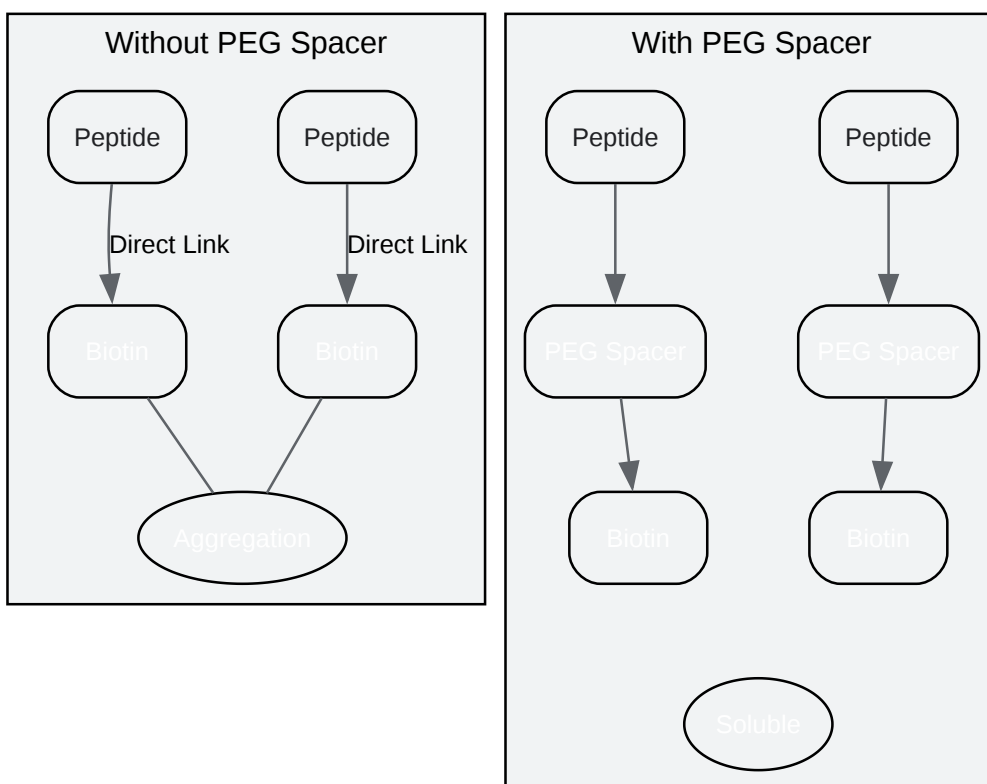 Without PEG Spacer
Peptide
Peptide
Direct Link
Direct Link
Biotin
Biotin
Aggregation
With PEG Spacer
Peptide
Peptide
PEG Spacer
PEG Spacer
Biotin
Biotin
Soluble